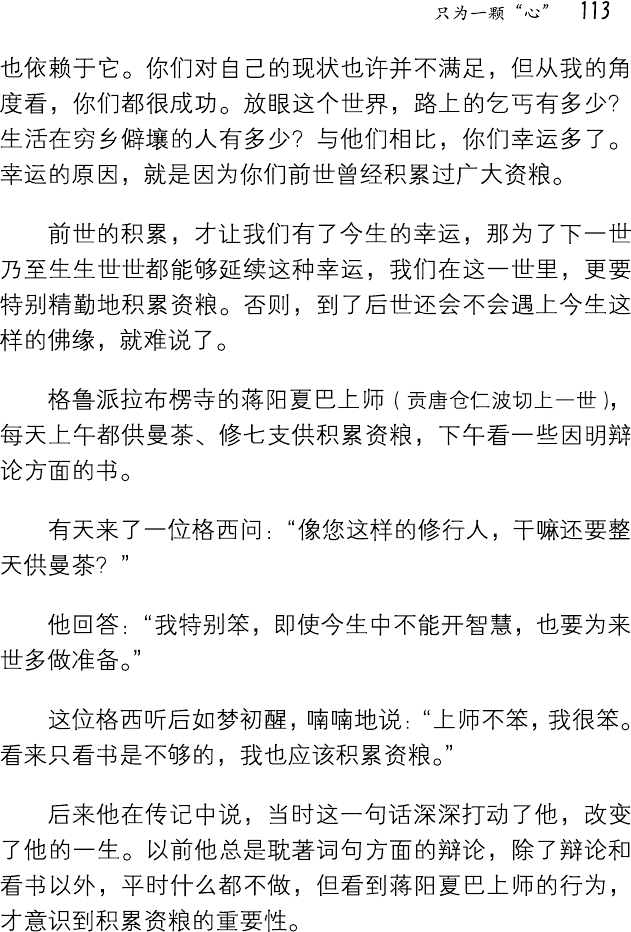 只为一颗“心” 113
也依赖于它。你们对自己的现状也许并不满足，但从我的角
度看，你们都很成功。放眼这个世界，路上的乞丐有多少？
生活在穷乡僻壤的人有多少？与他们相比，你们幸运多了。
幸运的原因，就是因为你们前世曾经积累过广大资粮。
前世的积累，才让我们有了今生的幸运，那为了下一世
乃至生生世世都能够延续这种幸运，我们在这一世里，更要
特别精勤地积累资粮。否则，到了后世还会不会遇上今生这
样的佛缘，就难说了。
格鲁派拉布楞寺的蒋阳夏巴上师（贡唐仓仁波切上一世），
每天上午都供曼茶、修七支供积累资粮，下午看一些因明辩
论方面的书。
有天来了一位格西问：“像您这样的修行人，干嘛还要整
天供曼茶？”
他回答：“我特别笨，即使今生中不能开智慧，也要为来
世多做准备。”
这位格西听后如梦初醒，喃喃地说：“上师不笨，我很笨。
看来只看书是不够的，我也应该积累资粮。”
后来他在传记中说，当时这一句话深深打动了他，改变
了他的一生。以前他总是耽著词句方面的辩论，除了辩论和
看书以外，平时什么都不做，但看到蒋阳夏巴上师的行为，
才意识到积累资粮的重要性。